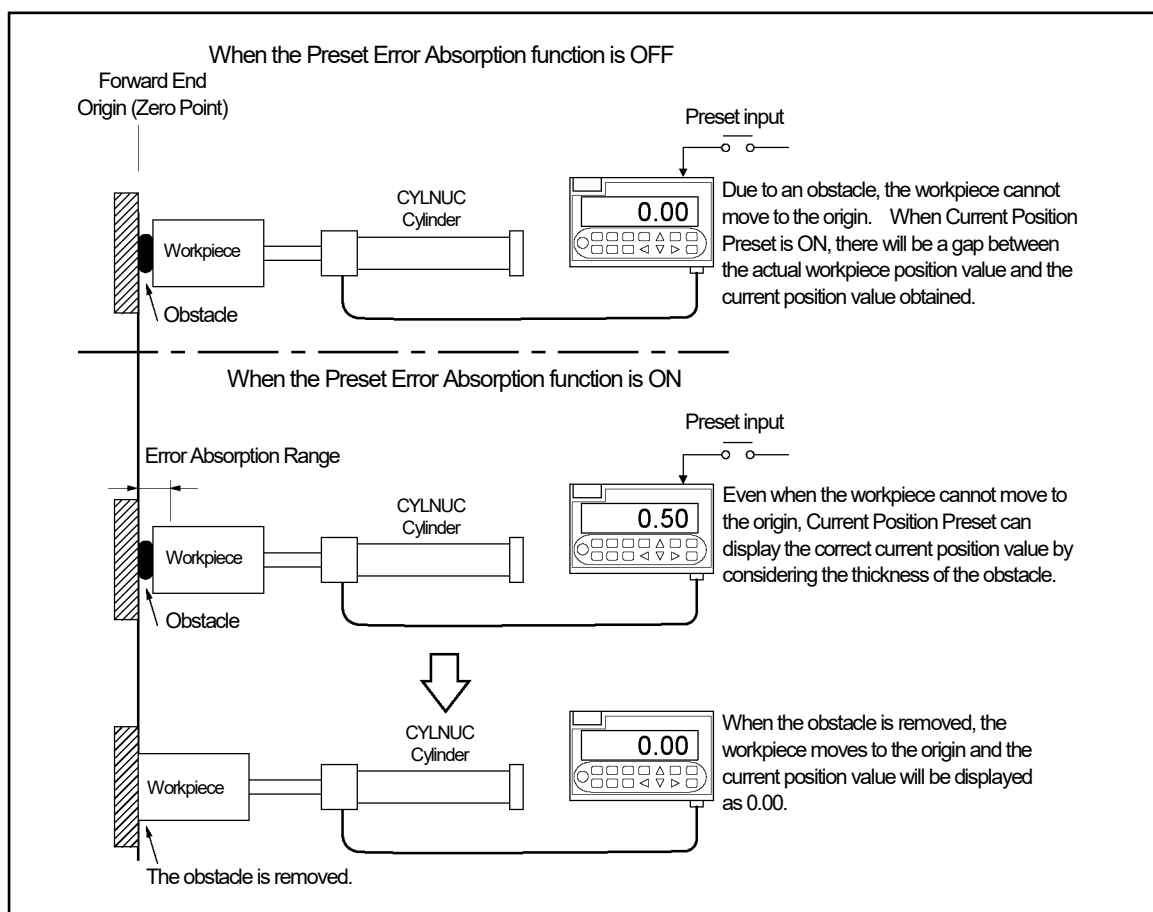 When the Preset Error Absorption function is OFF
Forward End
Origin (Zero Point)
Preset input
CYLNUC
Cylinder
0.00
Workpiece
Due to an obstacle, the workpiece cannot
move to the origin. When Current Position
Preset is ON, there will be a gap between
the actual workpiece position value and the
current position value obtained.
Obstacle
When the Preset Error Absorption function is ON
Preset input
Error Absorption Range
CYLNUC
Cylinder
0.50
Workpiece
Even when the workpiece cannot move to
the origin, Current Position Preset can
display the correct current position value by
considering the thickness of the obstacle.
Obstacle
CYLNUC
Cylinder
0.00
Workpiece
When the obstacle is removed, the
workpiece moves to the origin and the
current position value will be displayed
as 0.00.
The obstacle is removed.